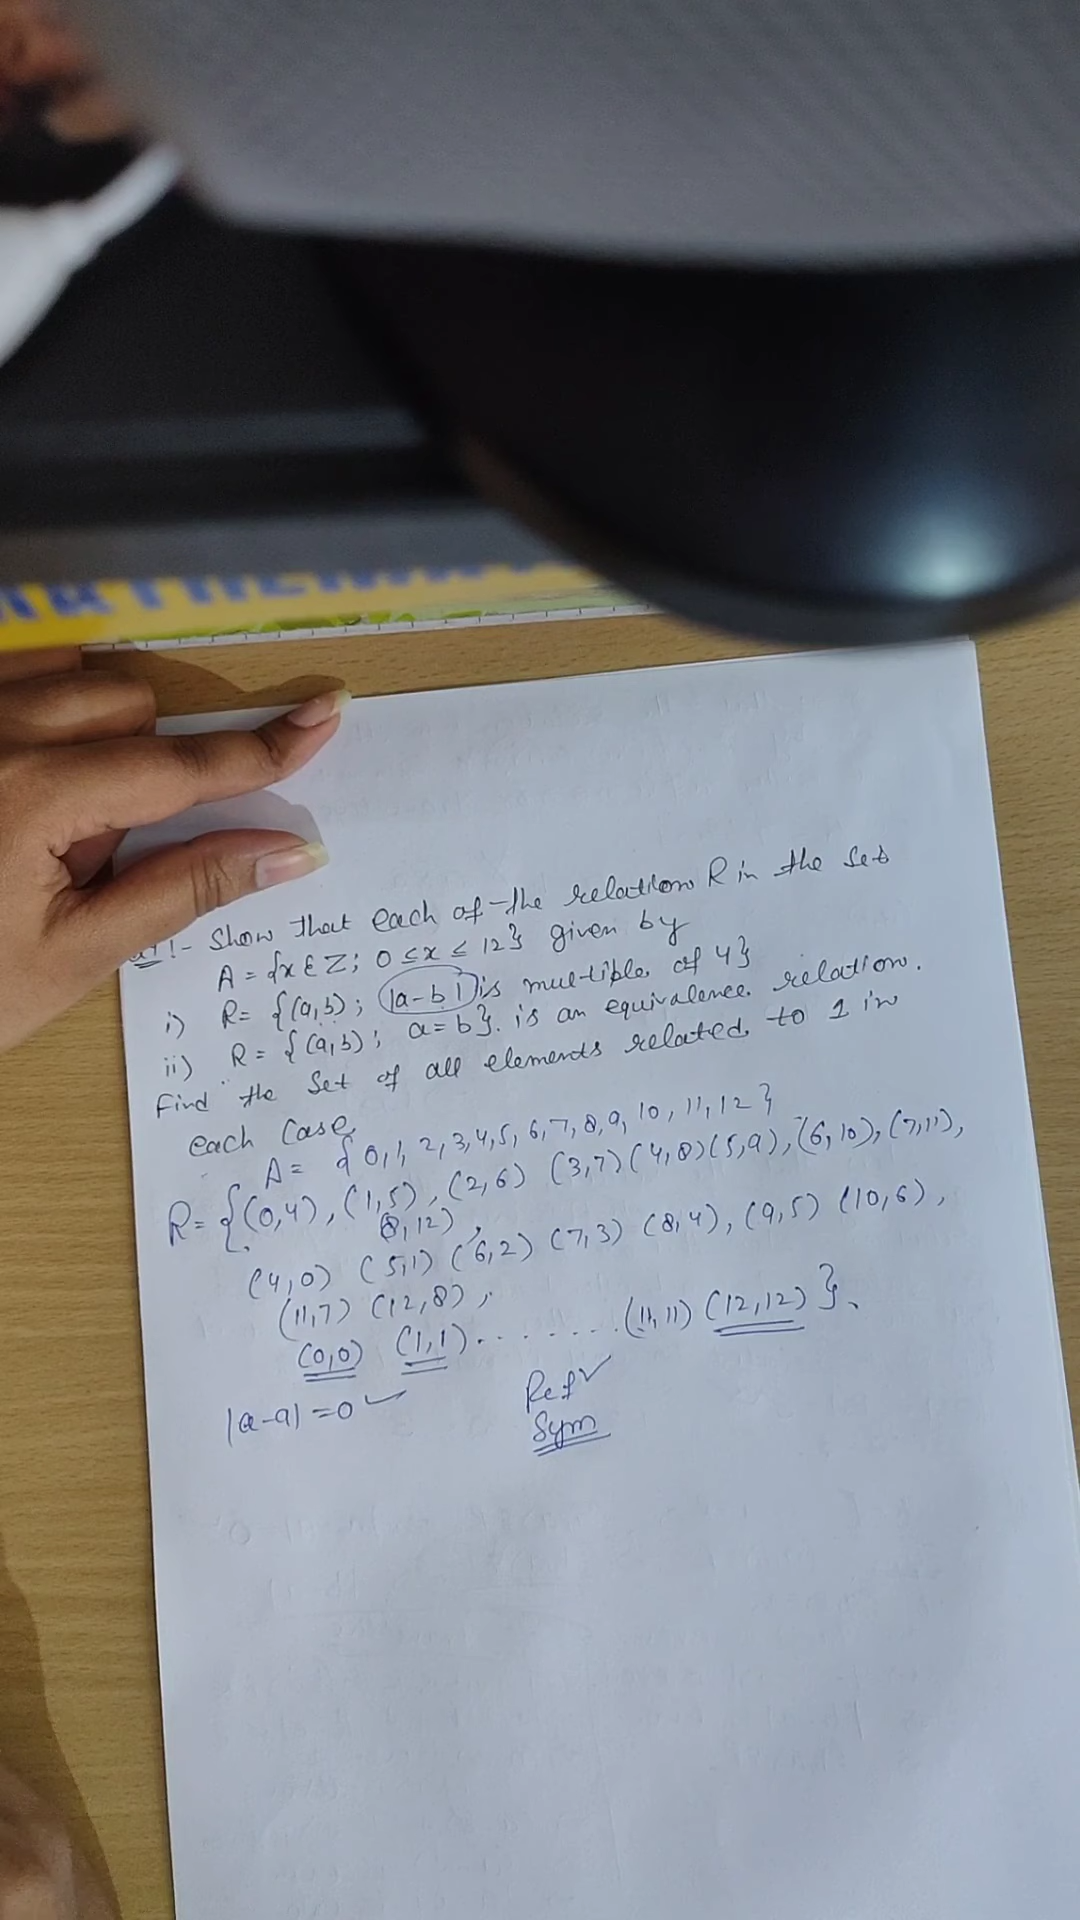 MATHEMA
Show that each of the relation R in the set
A = {x ∈ Z; 0 ≤ x ≤ 12} given by
i) R = {(a,b); |a-b| is multible of 4}
ii) R = {(a,b); a=b}. is an equivalence relation.
Find the Set of all elements related to 1 in
each Case
A = {0,1,2,3,4,5,6,7,8,9,10,11,12}
R = {(0,4), (1,5), (2,6) (3,7) (4,8) (5,9), (6,10), (7,11),
(8,12),
(4,0) (5,1) (6,2) (7,3) (8,4), (9,5) (10,6),
(11,7) (12,8),
(0,0) (1,1)........(11,11) (12,12)}.
|a-a| = 0 ✓
Ref ✓
Sym